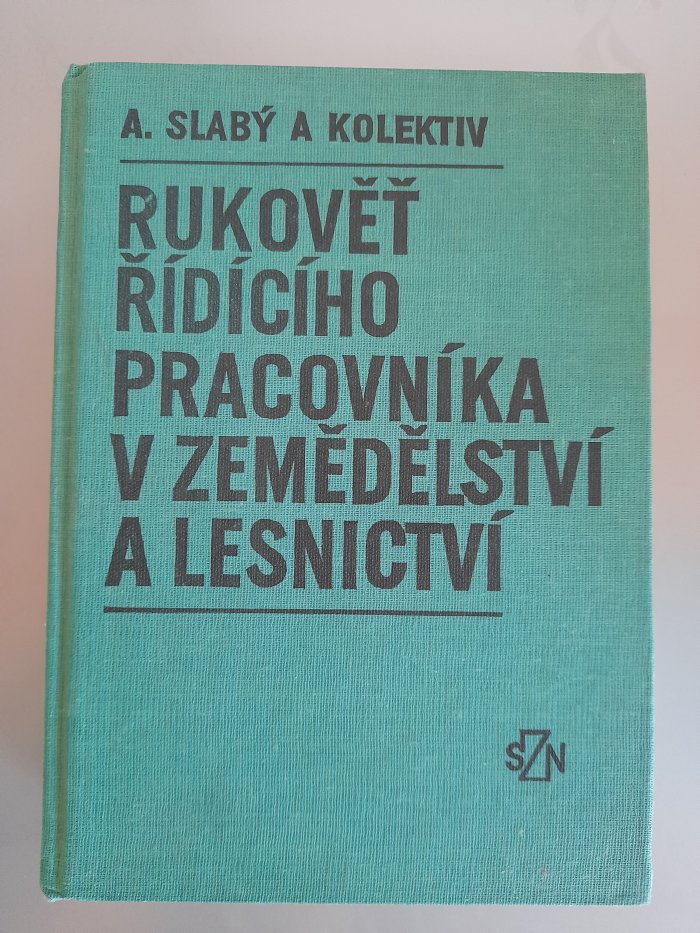 A. SLABÝ A KOLEKTIV
RUKOVĚŤ
ŘÍDÍCÍHO
PRACOVNÍKA
V ZEMĚDĚLSTVÍ
A LESNICTVÍ
SZN